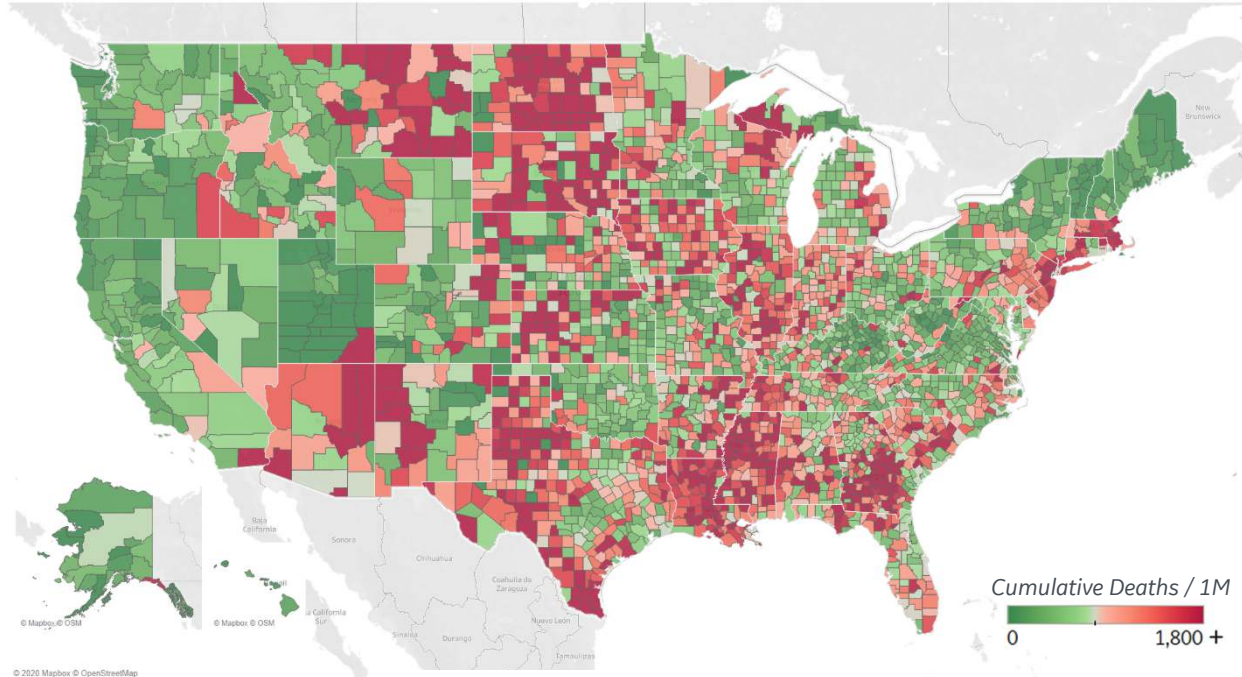 New
Brunswick
Baja
California
Sonora
Chihuahua
Coahuila de
Zaragoza
Nuevo León
Sinaloa
Durango
Tamaulipas
a California
Sur
© Mapbox © OSM
© Mapbox © OSM
© 2020 Mapbox © OpenStreetMap
Cumulative Deaths / 1M
0
1,800 +